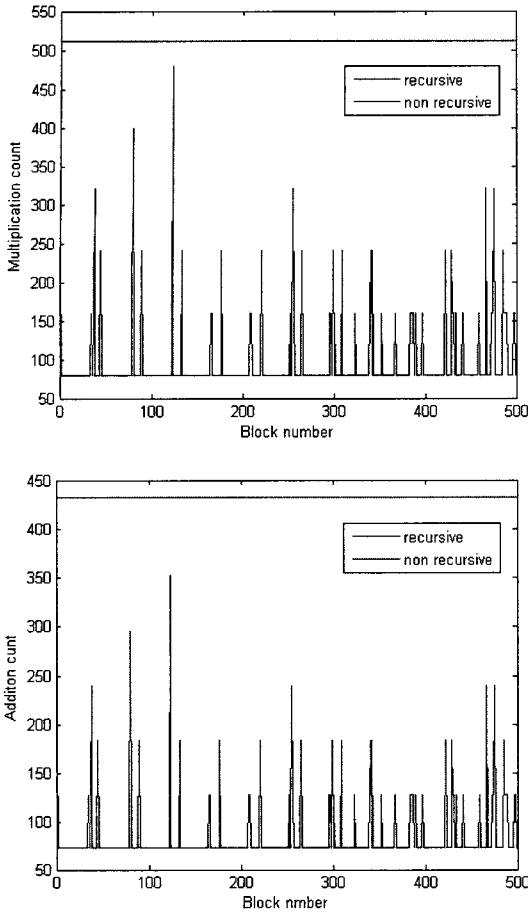 550
500
450
400
350
300
250
200
150
100
50
Multiplication count
recursive
non recursive
0 100 200 300 400 500
Block number
450
400
350
300
250
200
150
100
50
Additon cunt
recursive
non recursive
0 100 200 300 400 500
Block nmber